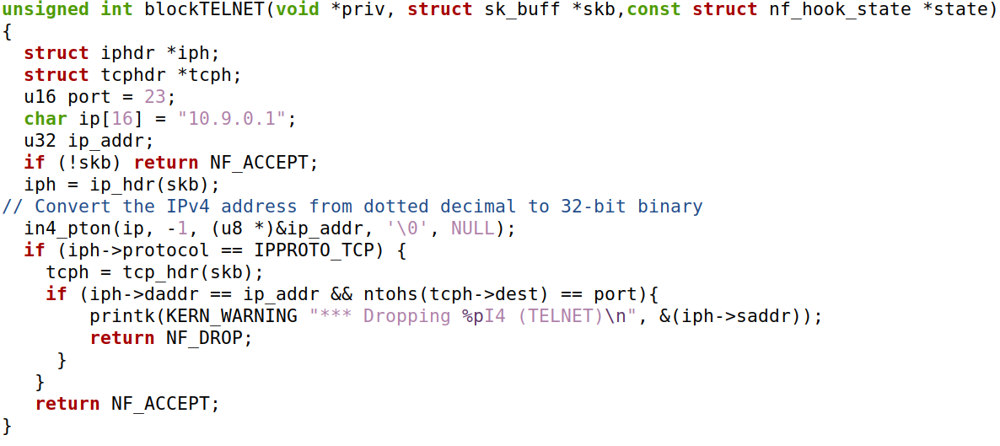 unsigned int blockTELNET(void *priv, struct sk_buff *skb,const struct nf_hook_state *state)
{
  struct iphdr *iph;
  struct tcphdr *tcph;
  u16 port = 23;
  char ip[16] = "10.9.0.1";
  u32 ip_addr;
  if (!skb) return NF_ACCEPT;
  iph = ip_hdr(skb);
// Convert the IPv4 address from dotted decimal to 32-bit binary
  in4_pton(ip, -1, (u8 *)&ip_addr, '\0', NULL);
  if (iph->protocol == IPPROTO_TCP) {
    tcph = tcp_hdr(skb);
    if (iph->daddr == ip_addr && ntohs(tcph->dest) == port){
        printk(KERN_WARNING "*** Dropping %pI4 (TELNET)\n", &(iph->saddr));
        return NF_DROP;
     }
   }
   return NF_ACCEPT;
}